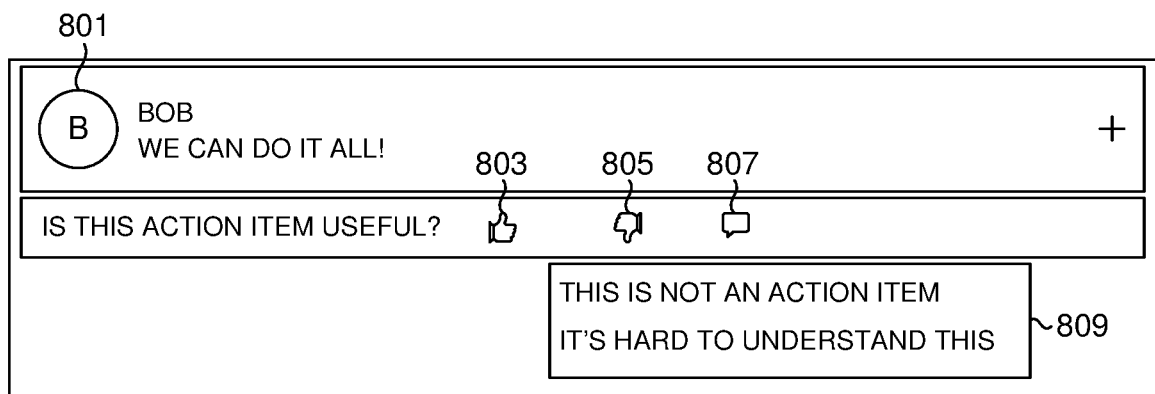 801
B
BOB
WE CAN DO IT ALL!
+
803 805 807
IS THIS ACTION ITEM USEFUL?
THIS IS NOT AN ACTION ITEM
IT'S HARD TO UNDERSTAND THIS
809